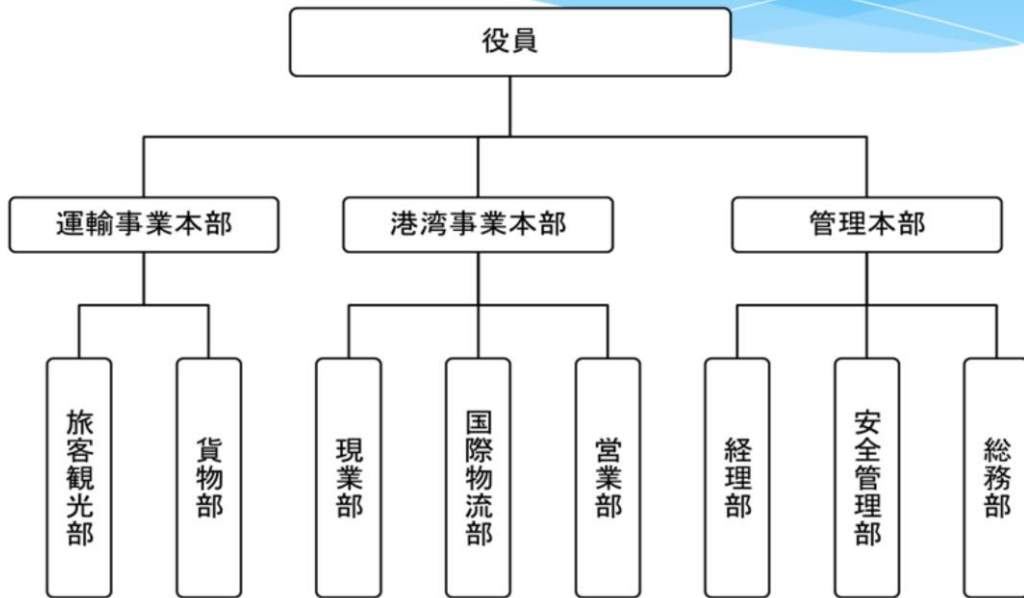 役員
運輸事業本部
港湾事業本部
管理本部
旅客観光部
貨物部
現業部
国際物流部
営業部
経理部
安全管理部
総務部